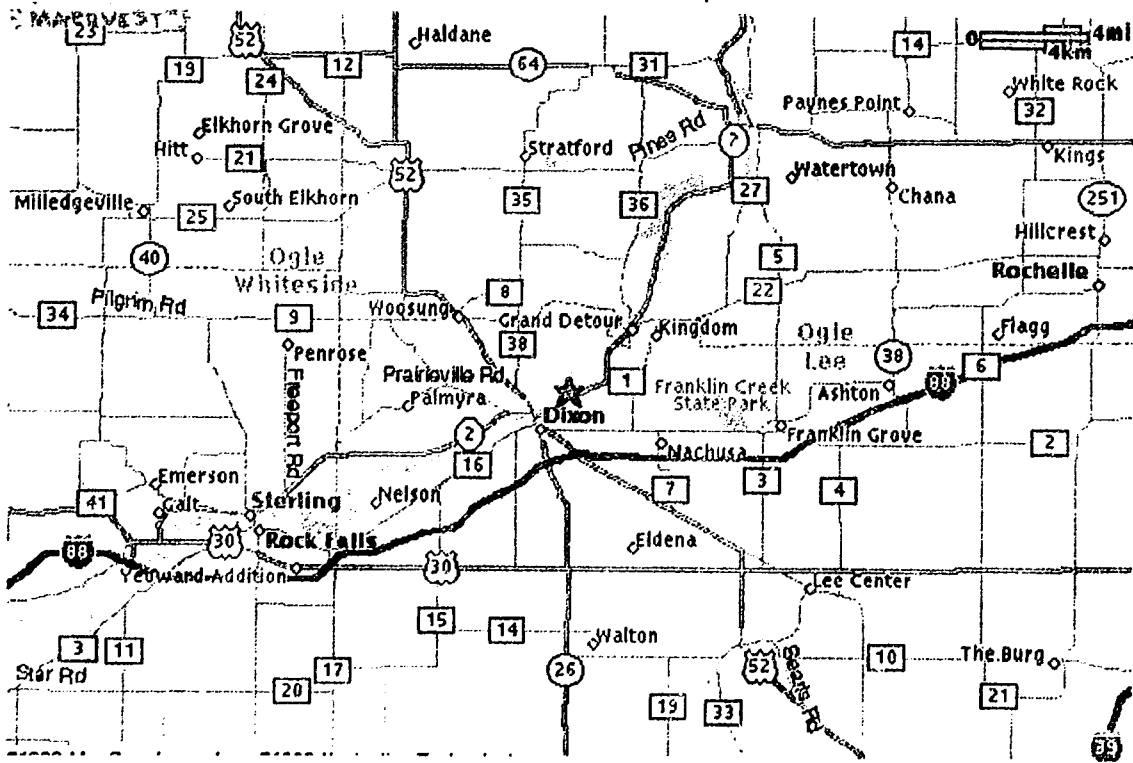 MAPQUEST
23
52
Haldane
14
0 4mi
4km
19
24
12
64
31
White Rock
Paynes Point
32
Elkhorn Grove
Hitt
21
Stratford
Pines Rd
Kings
52
Watertown
27
Chana
251
Milledgeville
25
South Elkhorn
35
36
Hillcrest
40
Ogle
Whiteside
5
Rochelle
34
Pilgrim Rd
9
Woosung
8
Grand Detour
22
Kingdom
Ogle
Lee
Flagg
Penrose
38
38
6
Prairieville Rd
1
Franklin Creek
State Park
Ashton
88
Freeport Rd
Palmyra
Dixon
2
16
Franklin Grove
2
Nachusa
Emerson
41
Galt
Sterling
Nelson
7
3
4
Rock Falls
30
88
Yeoward Addition
30
Eldena
Lee Center
3
11
15
14
Walton
Star Rd
17
20
26
52
Searls Rd
10
The Burg
19
33
21
39